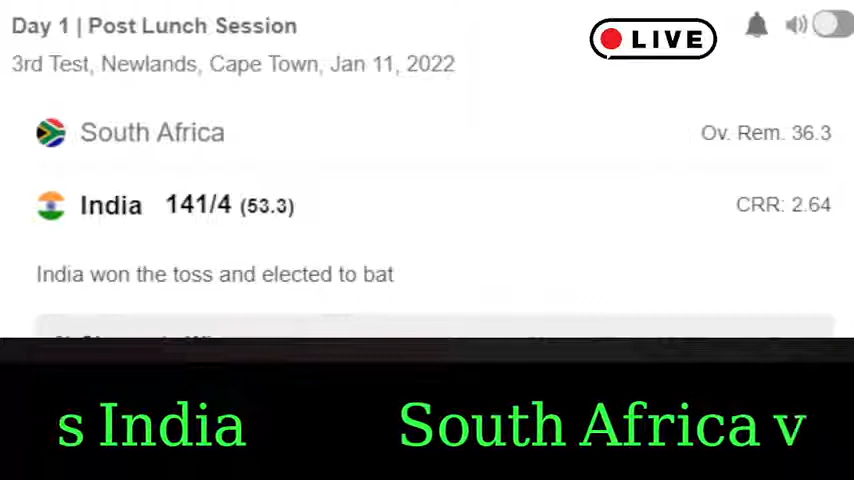 Day 1 | Post Lunch Session
LIVE
3rd Test, Newlands, Cape Town, Jan 11, 2022
South Africa Ov. Rem. 36.3
India 141/4 (53.3) CRR: 2.64
India won the toss and elected to bat
s India South Africa v